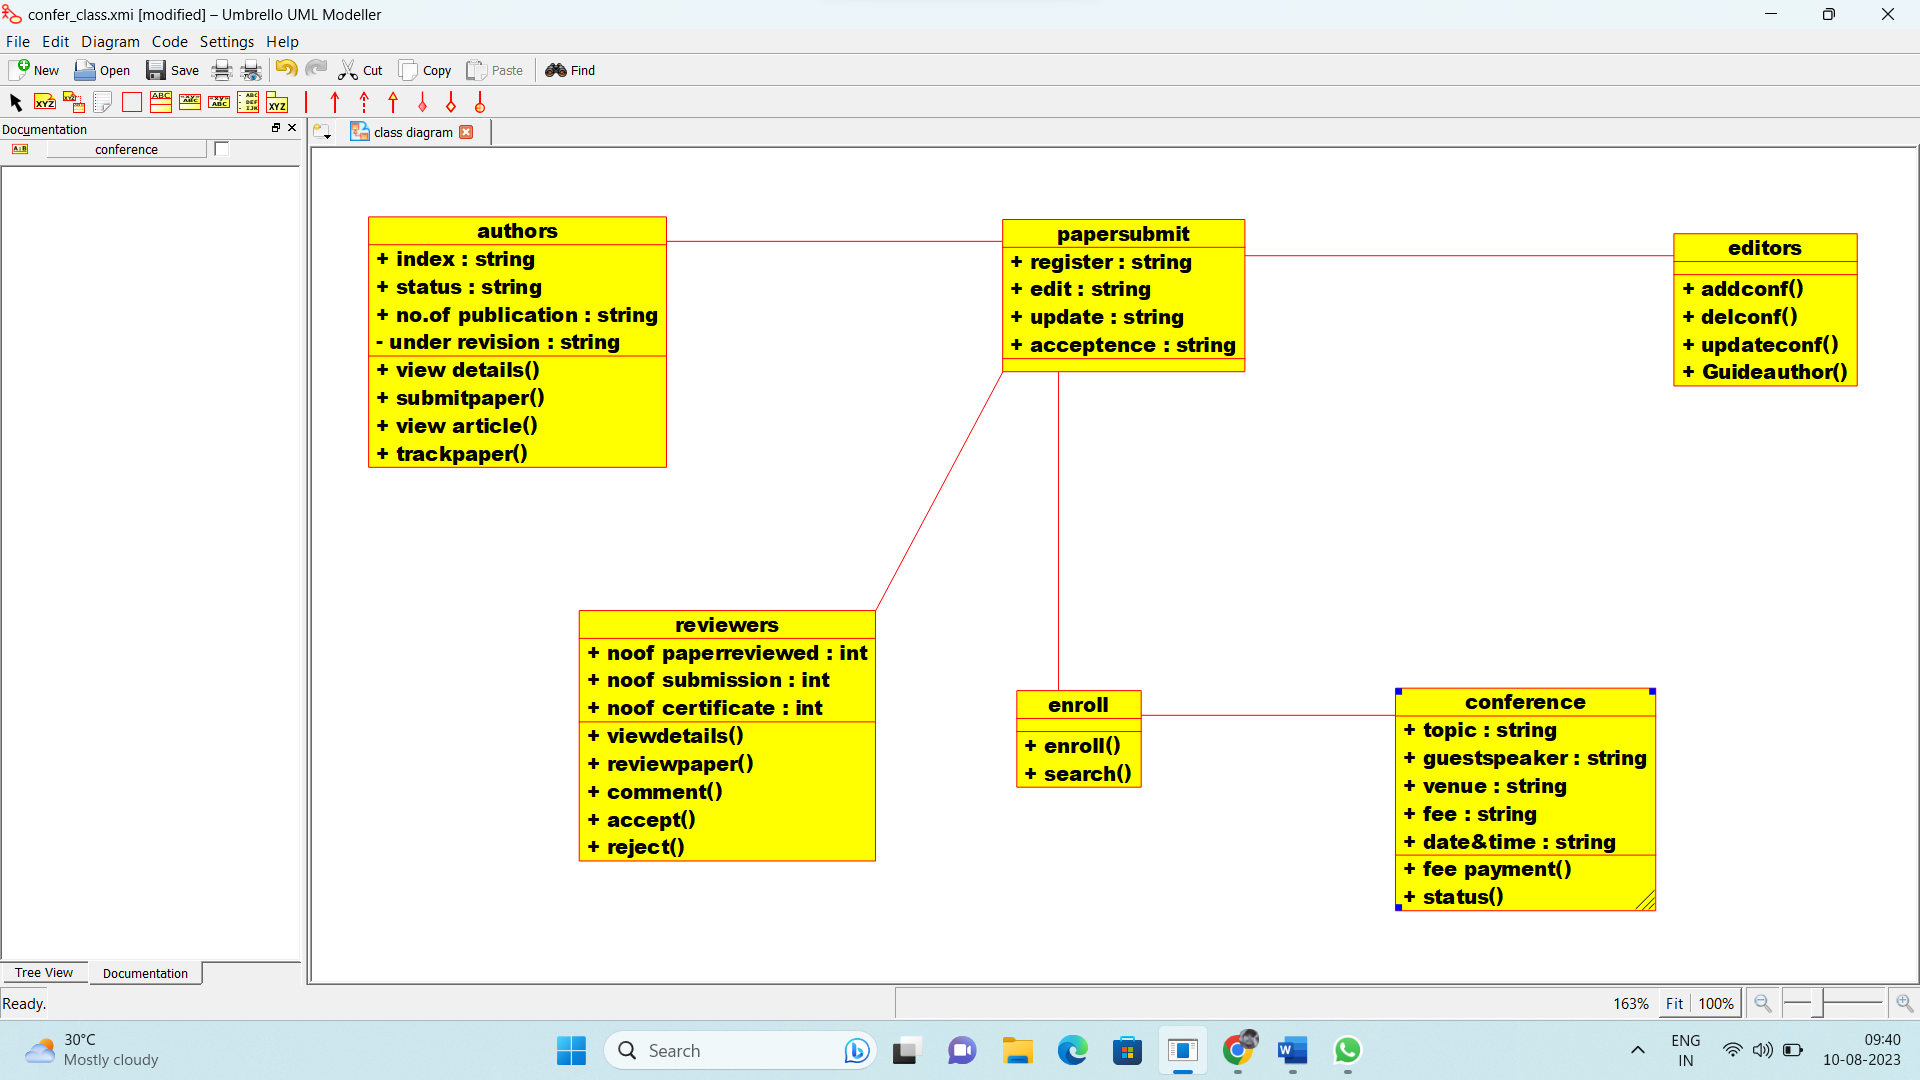 confer_class.xmi [modified] – Umbrello UML Modeller
File Edit Diagram Code Settings Help
New Open Save Cut Copy Paste Find
Documentation
class diagram
conference
authors
+ index : string
+ status : string
+ no.of publication : string
- under revision : string
+ view details()
+ submitpaper()
+ view article()
+ trackpaper()
papersubmit
+ register : string
+ edit : string
+ update : string
+ acceptence : string
editors
+ addconf()
+ delconf()
+ updateconf()
+ Guideauthor()
reviewers
+ noof paperreviewed : int
+ noof submission : int
+ noof certificate : int
+ viewdetails()
+ reviewpaper()
+ comment()
+ accept()
+ reject()
enroll
+ enroll()
+ search()
conference
+ topic : string
+ guestspeaker : string
+ venue : string
+ fee : string
+ date&time : string
+ fee payment()
+ status()
Tree View Documentation
Ready.
163% Fit 100%
30°C
Mostly cloudy
Search
ENG
IN
09:40
10-08-2023